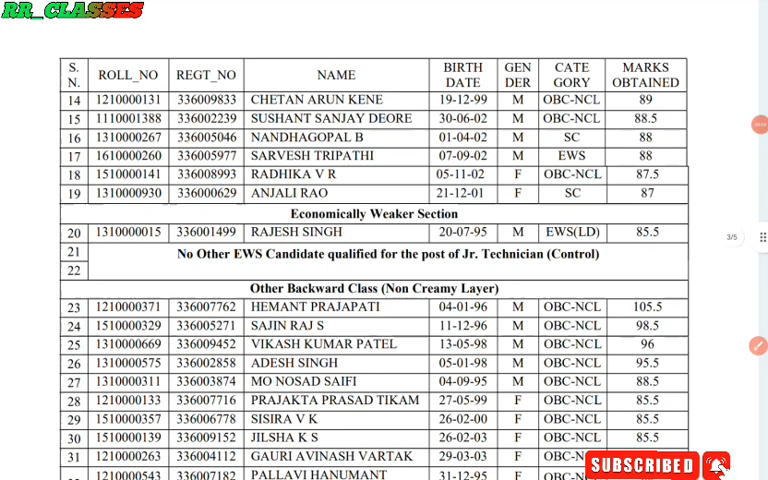 RR_CLASSES
S. N. ROLL_NO REGT_NO NAME BIRTH DATE GEN DER CATE GORY MARKS OBTAINED
14 1210000131 336009833 CHETAN ARUN KENE 19-12-99 M OBC-NCL 89
15 1110001388 336002239 SUSHANT SANJAY DEORE 30-06-02 M OBC-NCL 88.5
16 1310000267 336005046 NANDHAGOPAL B 01-04-02 M SC 88
17 1610000260 336005977 SARVESH TRIPATHI 07-09-02 M EWS 88
18 1510000141 336008993 RADHIKA V R 05-11-02 F OBC-NCL 87.5
19 1310000930 336000629 ANJALI RAO 21-12-01 F SC 87
Economically Weaker Section
20 1310000015 336001499 RAJESH SINGH 20-07-95 M EWS(LD) 85.5
21 No Other EWS Candidate qualified for the post of Jr. Technician (Control)
22
3/5
Other Backward Class (Non Creamy Layer)
23 1210000371 336007762 HEMANT PRAJAPATI 04-01-96 M OBC-NCL 105.5
24 1510000329 336005271 SAJIN RAJ S 11-12-96 M OBC-NCL 98.5
25 1310000669 336009452 VIKASH KUMAR PATEL 13-05-98 M OBC-NCL 96
26 1310000575 336002858 ADESH SINGH 05-01-98 M OBC-NCL 95.5
27 1310000311 336003874 MO NOSAD SAIFI 04-09-95 M OBC-NCL 88.5
28 1210000133 336007716 PRAJAKTA PRASAD TIKAM 27-05-99 F OBC-NCL 85.5
29 1510000357 336006778 SISIRA V K 26-02-00 F OBC-NCL 85.5
30 1510000139 336009152 JILSHA K S 26-02-03 F OBC-NCL 85.5
31 1210000263 336004112 GAURI AVINASH VARTAK 29-03-03 F
1210000543 336007182 PALLAVI HANUMANT 31-12-95 F
SUBSCRIBED